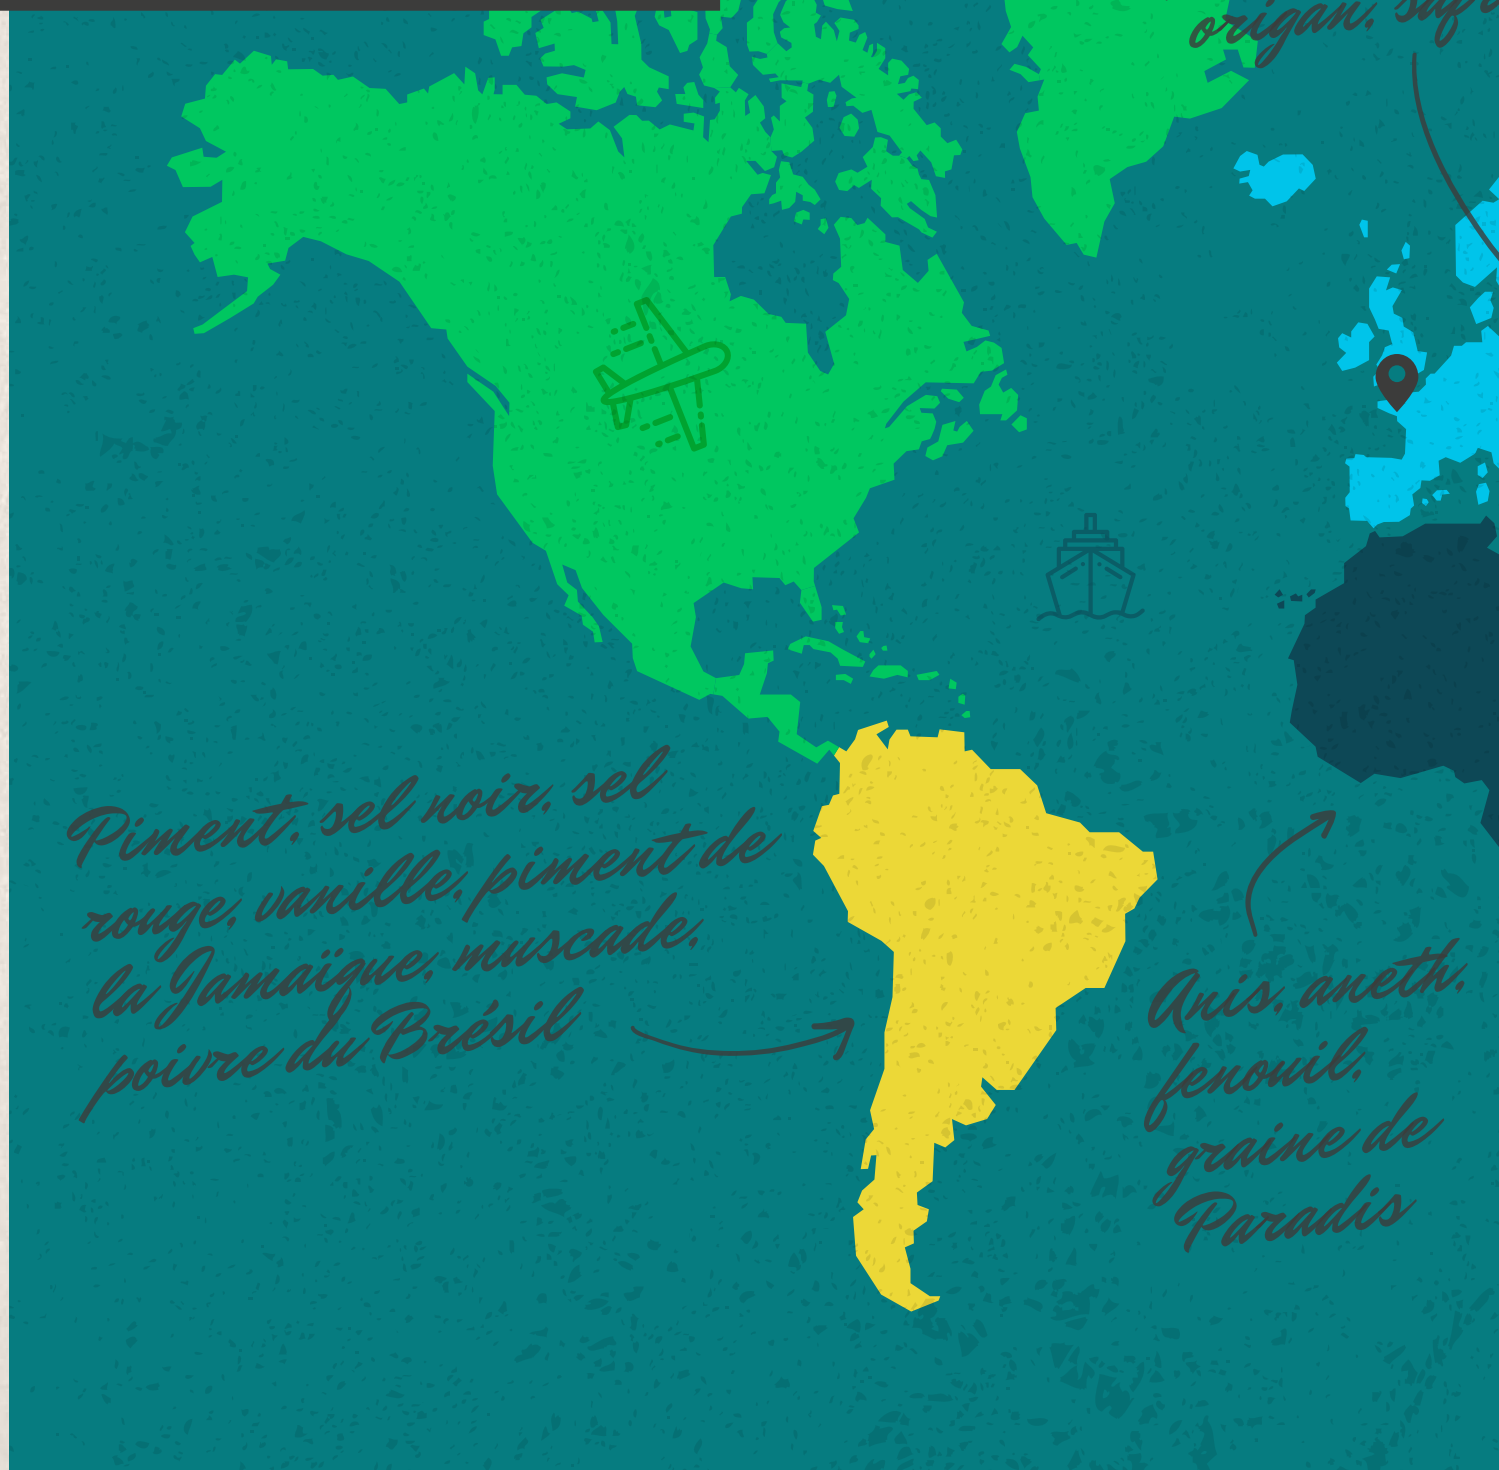 origan,
Piment, sel noir, sel
rouge, vanille, piment de
la Jamaïque, muscade,
poivre du Brésil
Anis, aneth,
fenouil,
graine de
Paradis